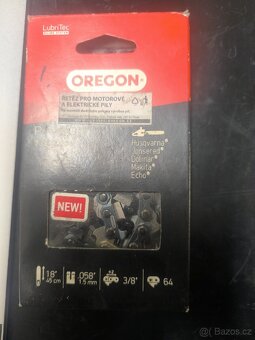 LubriTec
OREGON®
ŘETĚZ PRO MOTOROVÉ
A ELEKTRICKÉ PILY
Husqvarna®
Jonsered®
Dolmar®
Makita®
Echo®
NEW!
18"
45 cm
.058"
1.5 mm
3/8"
64
Bazoš.cz